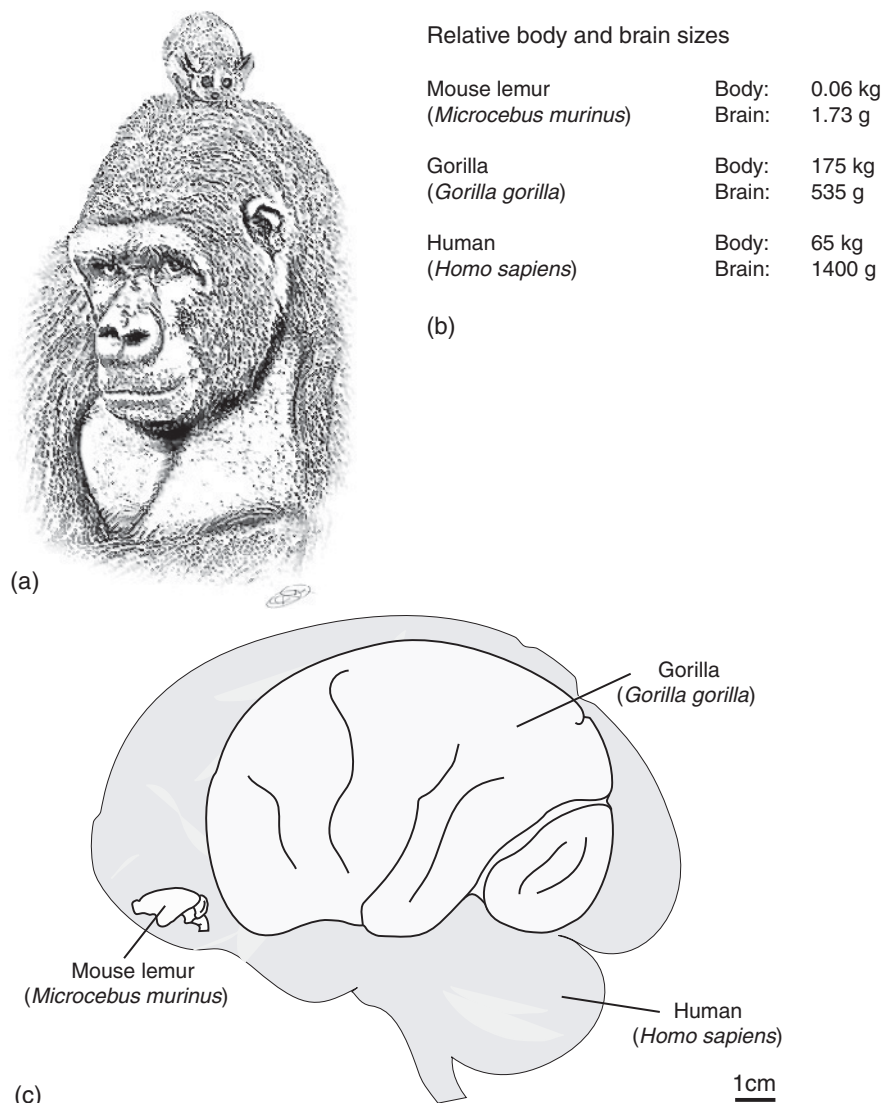 Relative body and brain sizes
Mouse lemur Body: 0.06 kg
(Microcebus murinus) Brain: 1.73 g
Gorilla Body: 175 kg
(Gorilla gorilla) Brain: 535 g
Human Body: 65 kg
(Homo sapiens) Brain: 1400 g
(b)
(a)
Gorilla
(Gorilla gorilla)
Mouse lemur
(Microcebus murinus)
Human
(Homo sapiens)
(c)
1cm